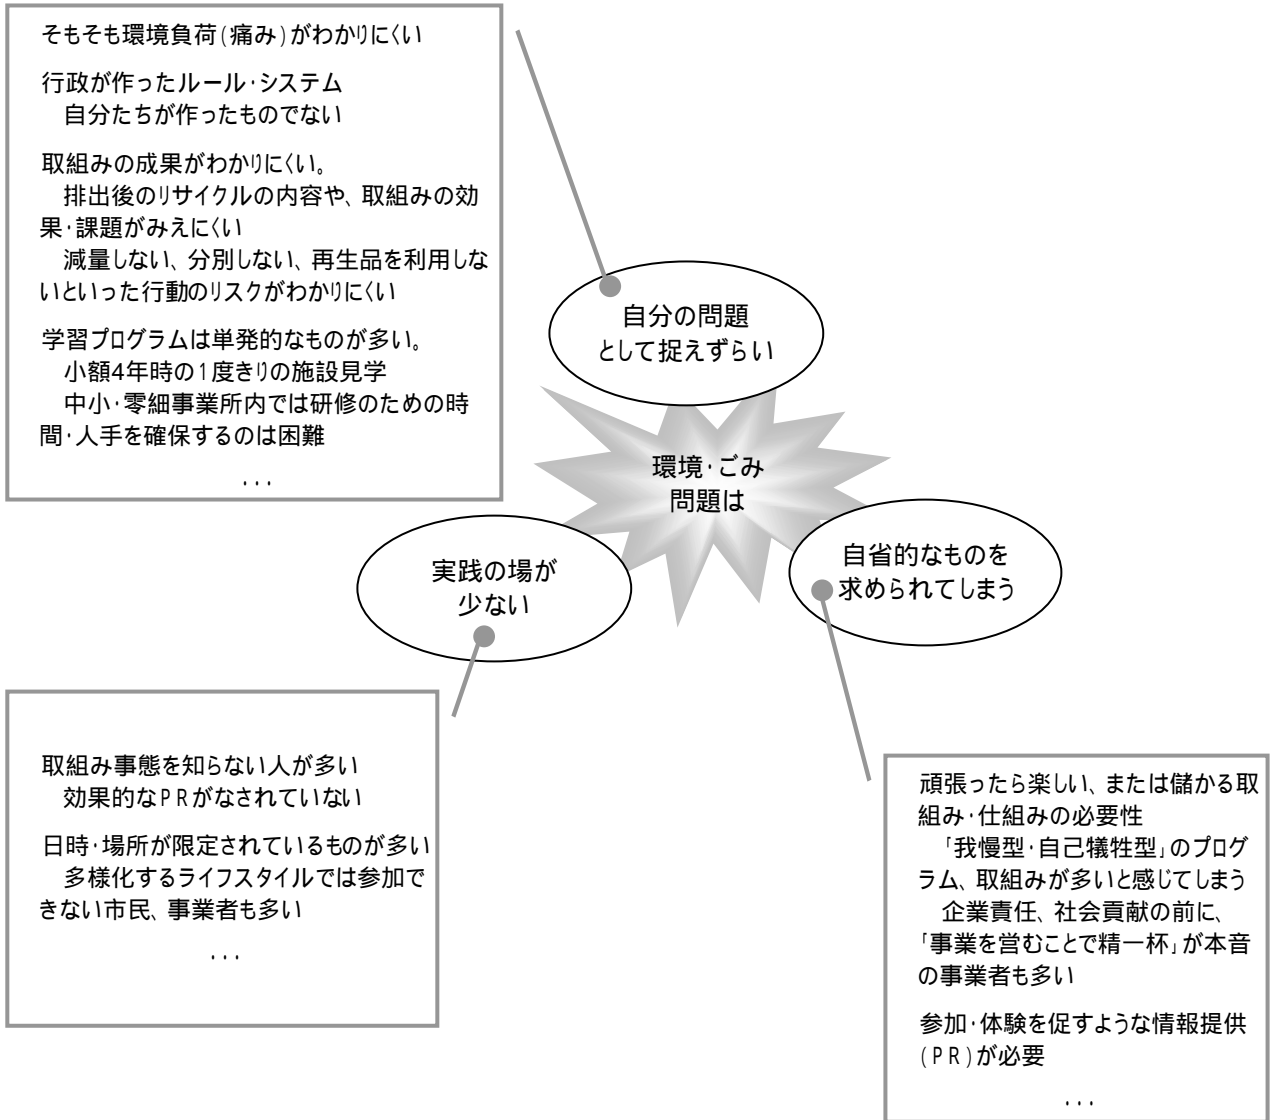 そもそも環境負荷(痛み)がわかりにくい
行政が作ったルール・システム
自分たちが作ったものでない
取組みの成果がわかりにくい。
排出後のリサイクルの内容や、取組みの効
果・課題がみえにくい
減量しない、分別しない、再生品を利用しな
いといった行動のリスクがわかりにくい
学習プログラムは単発的なものが多い。
小額4年時の1度きりの施設見学
中小・零細事業所内では研修のための時
間・人手を確保するのは困難
・・・
自分の問題
として捉えずらい
環境・ごみ
問題は
実践の場が
少ない
自省的なものを
求められてしまう
取組み事態を知らない人が多い
効果的なPRがなされていない
日時・場所が限定されているものが多い
多様化するライフスタイルでは参加で
きない市民、事業者も多い
・・・
頑張ったら楽しい、または儲かる取
組み・仕組みの必要性
「我慢型・自己犠牲型」のプログ
ラム、取組みが多いと感じてしまう
企業責任、社会貢献の前に、
「事業を営むことで精一杯」が本音
の事業者も多い
参加・体験を促すような情報提供
(PR)が必要
・・・